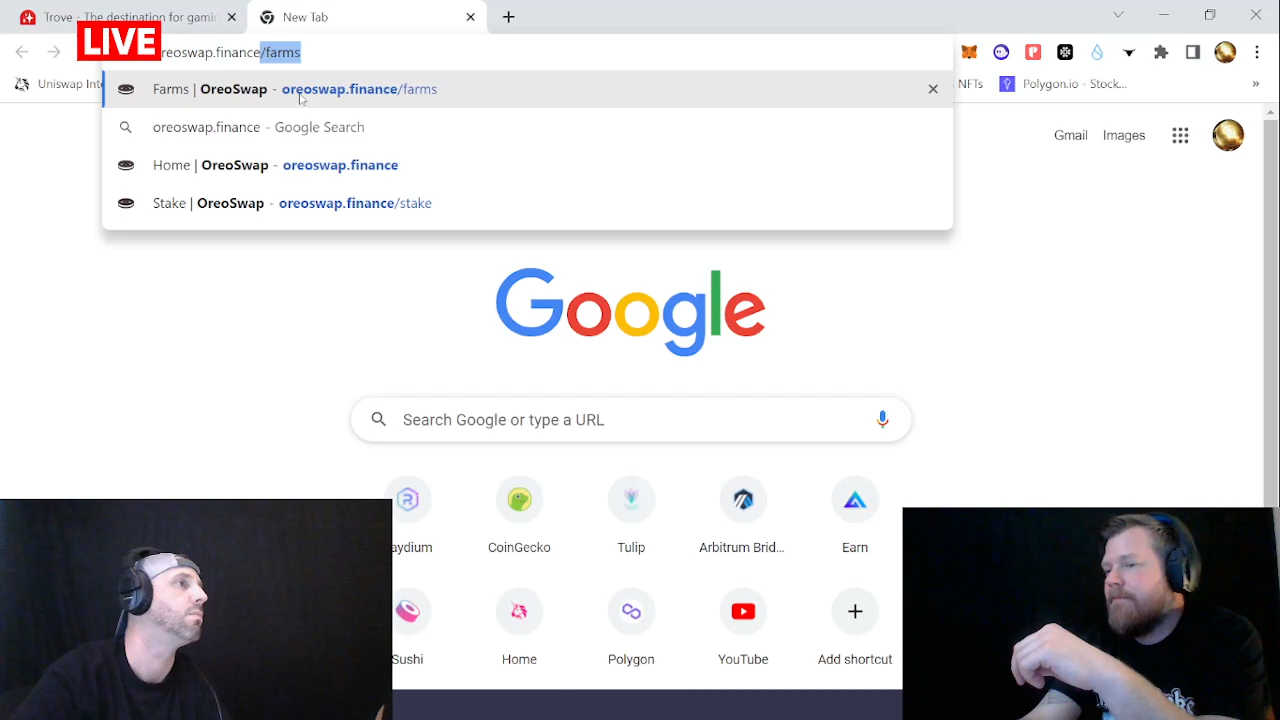 Trove - The destination for gamin
New Tab
LIVE
reoswap.finance/farms
Uniswap Int
NFTs
Polygon.io - Stock...
Farms | OreoSwap - oreoswap.finance/farms
oreoswap.finance - Google Search
Home | OreoSwap - oreoswap.finance
Stake | OreoSwap - oreoswap.finance/stake
Gmail
Images
Google
Search Google or type a URL
aydium
CoinGecko
Tulip
Arbitrum Brid...
Earn
Sushi
Home
Polygon
YouTube
Add shortcut